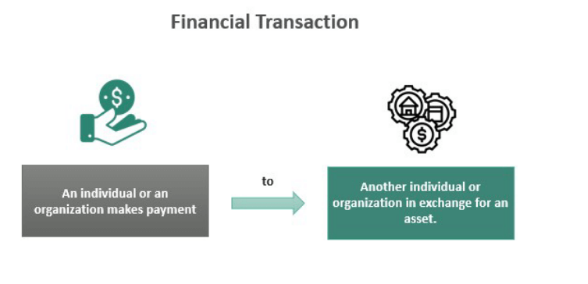 Financial Transaction
$
$
An individual or an
organization makes payment
to
Another individual or
organization in exchange for an
asset.